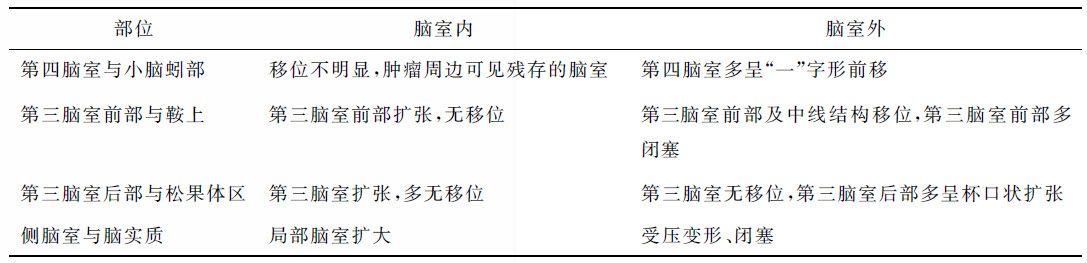 部位 脑室内 脑室外
第四脑室与小脑蚓部 移位不明显,肿瘤周边可见残存的脑室 第四脑室多呈“一”字形前移
第三脑室前部与鞍上 第三脑室前部扩张,无移位 第三脑室前部及中线结构移位,第三脑室前部多
闭塞
第三脑室后部与松果体区 第三脑室扩张,多无移位 第三脑室无移位,第三脑室后部多呈杯口状扩张
侧脑室与脑实质 局部脑室扩大 受压变形、闭塞